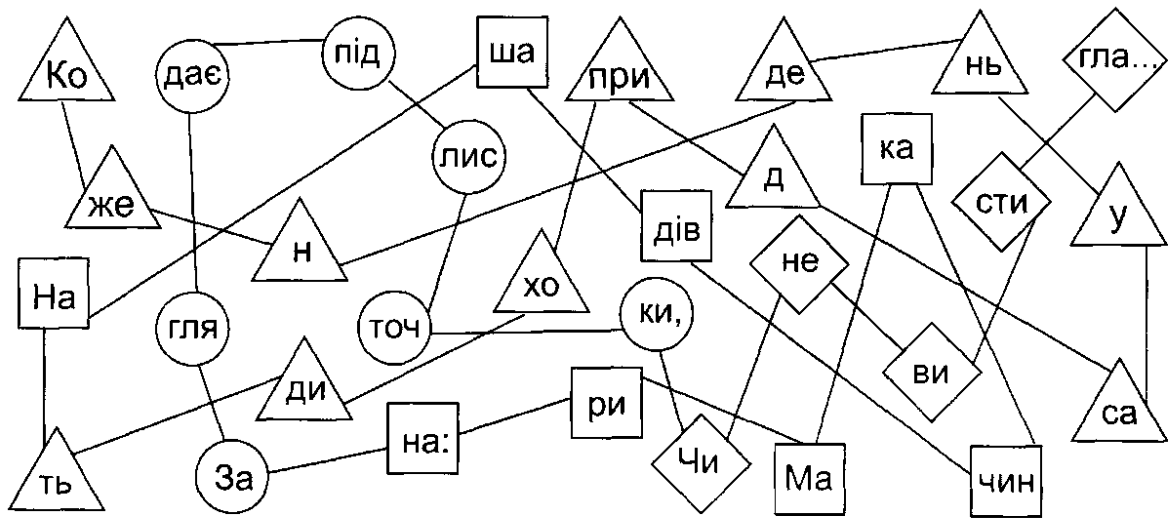 Ко дає під ша при де нь гла...
же лис д ка сти у
н дів не
На гля точ хо ки,
ди ри ви са
ть За на: Чи Ма чин